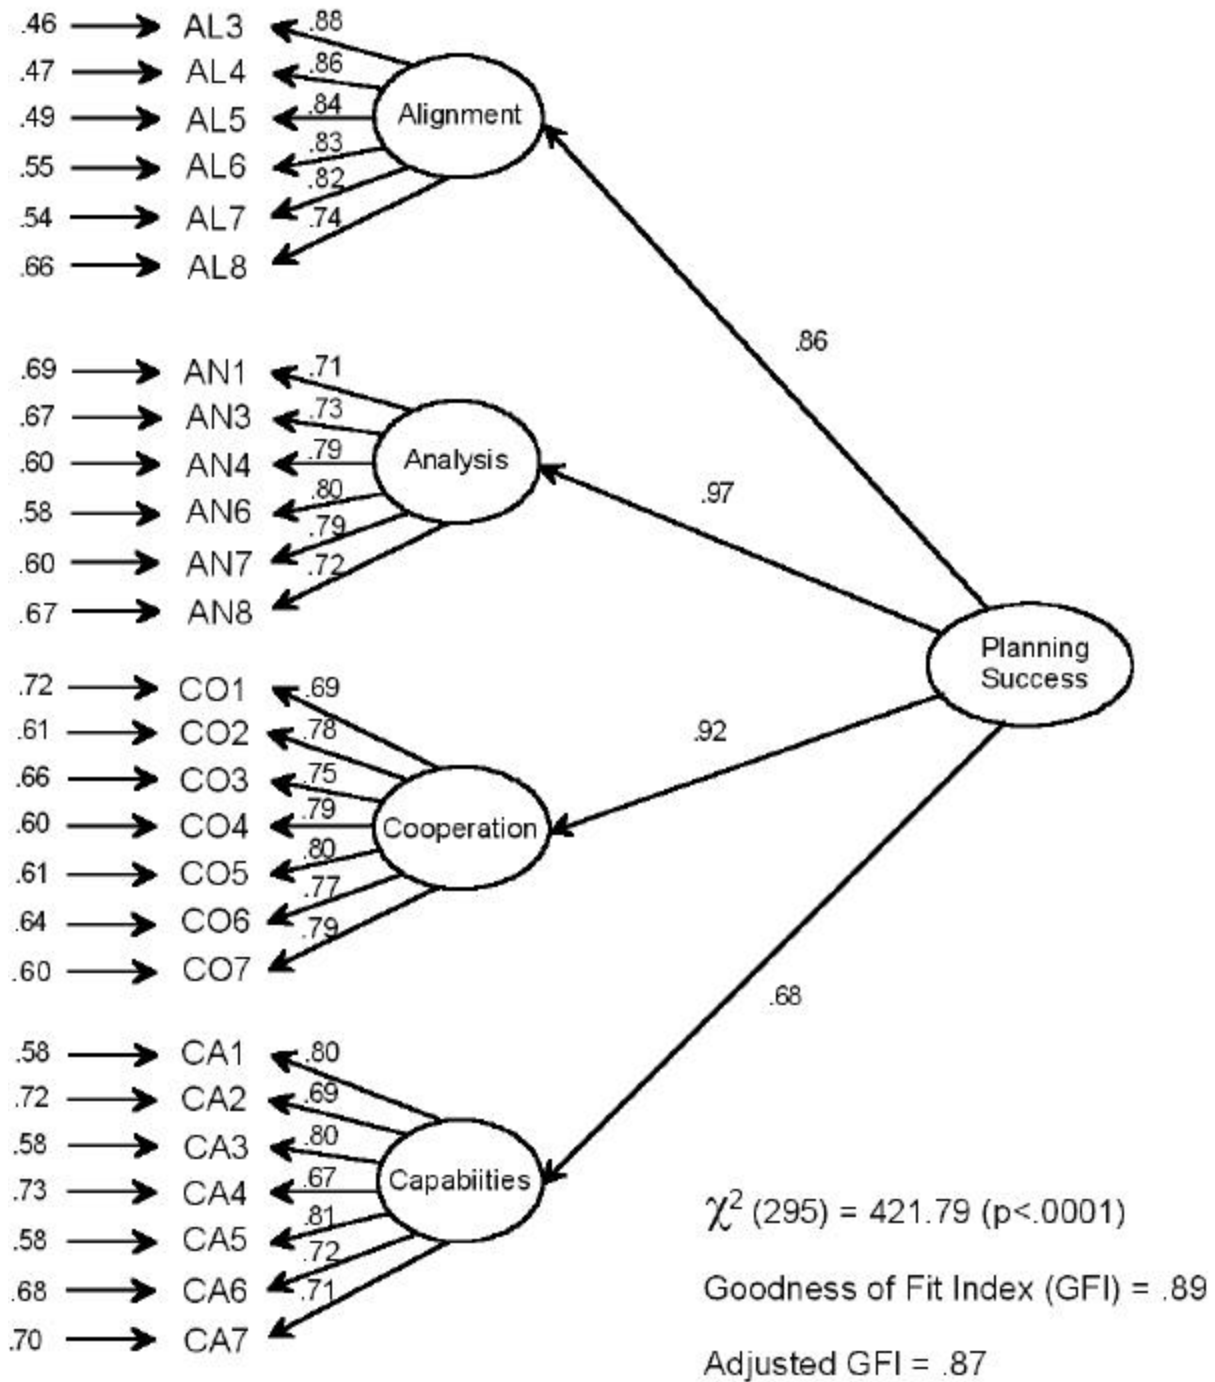 .46 AL3 .88
.47 AL4 .86
.49 AL5 .84
.55 AL6 .83
.54 AL7 .82
.66 AL8 .74
Alignment
.86
.69 AN1 .71
.67 AN3 .73
.60 AN4 .79
.58 AN6 .80
.60 AN7 .79
.67 AN8 .72
Analysis
.97
Planning
Success
.72 CO1 .69
.61 CO2 .78
.66 CO3 .75
.60 CO4 .79
.61 CO5 .80
.64 CO6 .77
.60 CO7 .79
Cooperation
.92
.68
.58 CA1 .80
.72 CA2 .69
.58 CA3 .80
.73 CA4 .67
.58 CA5 .81
.68 CA6 .72
.70 CA7 .71
Capabiities
χ² (295) = 421.79 (p<.0001)
Goodness of Fit Index (GFI) = .89
Adjusted GFI = .87